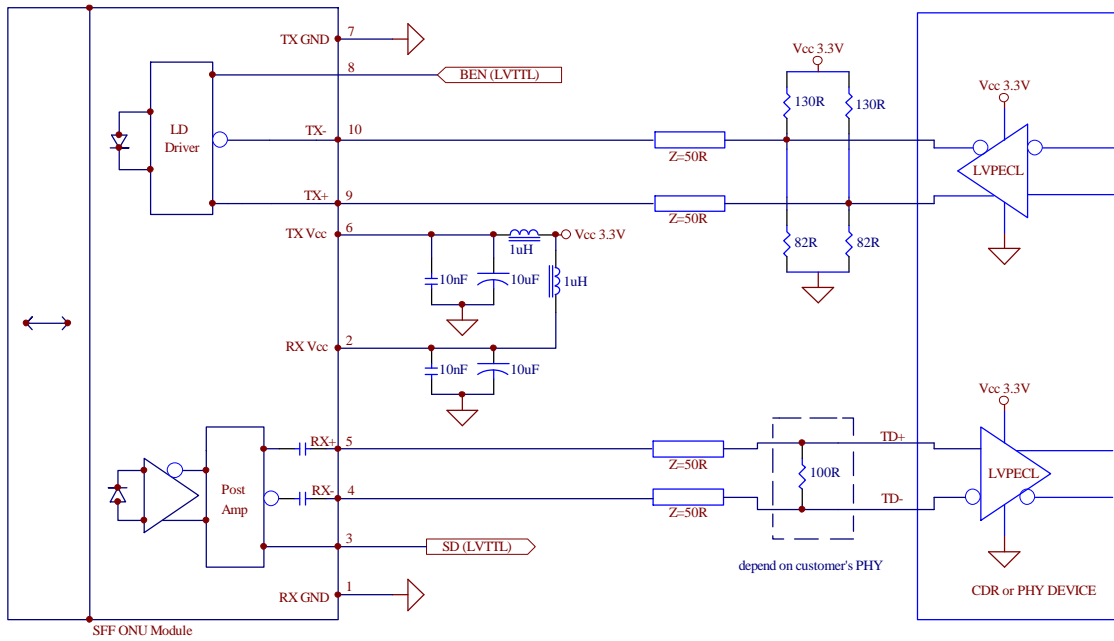 TX GND
7
8
BEN (LVTTL)
Vcc 3.3V
130R
130R
Vcc 3.3V
LD
Driver
TX-
10
Z=50R
LVPECL
TX+
9
Z=50R
TX Vcc
6
Vcc 3.3V
1uH
82R
82R
10nF
10uF
1uH
RX Vcc
2
10nF
10uF
Vcc 3.3V
RX+
5
Z=50R
TD+
Post
Amp
100R
LVPECL
RX-
4
Z=50R
TD-
3
SD (LVTTL)
depend on customer's PHY
RX GND
1
CDR or PHY DEVICE
SFF ONU Module